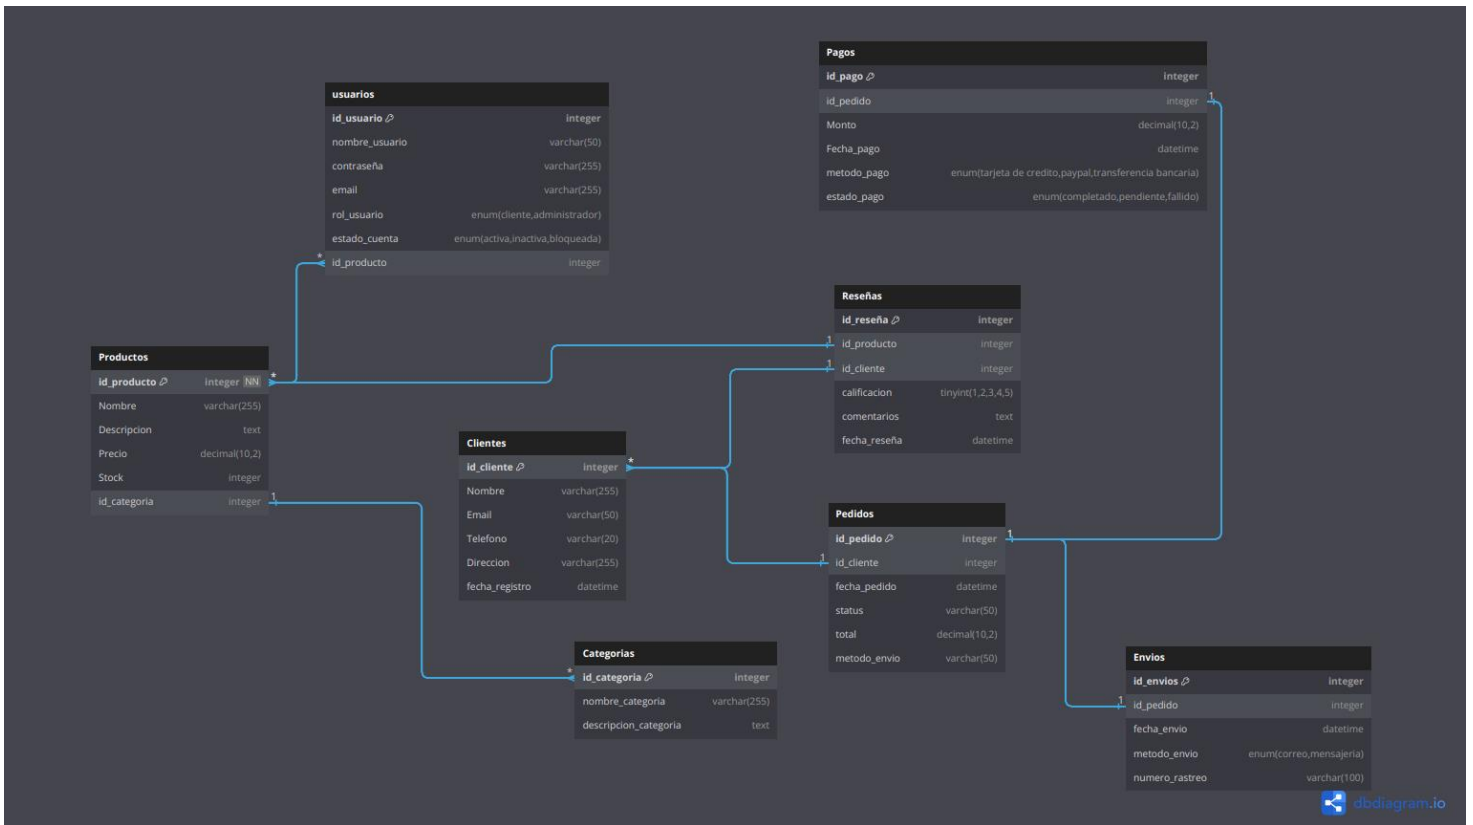 Pagos
id_pago integer
1
id_pedido integer
Monto decimal(10,2)
Fecha_pago datetime
metodo_pago enum(tarjeta de credito,paypal,transferencia bancaria)
estado_pago enum(completado,pendiente,fallido)
usuarios
id_usuario integer
nombre_usuario varchar(50)
contraseña varchar(255)
email varchar(255)
rol_usuario enum(cliente,administrador)
estado_cuenta enum(activa,inactiva,bloqueada)
*
id_producto integer
Reseñas
id_reseña integer
1
id_producto integer
1
id_cliente integer
calificacion tinyint(1,2,3,4,5)
comentarios text
fecha_reseña datetime
Productos
id_producto integer NN
*
Nombre varchar(255)
Descripcion text
Precio decimal(10,2)
Stock integer
id_categoria integer
1
Clientes
id_cliente integer
*
Nombre varchar(255)
Email varchar(50)
Telefono varchar(20)
Direccion varchar(255)
fecha_registro datetime
Pedidos
id_pedido integer
1
1
id_cliente integer
fecha_pedido datetime
status varchar(50)
total decimal(10,2)
metodo_envio varchar(50)
Categorias
*
id_categoria integer
nombre_categoria varchar(255)
descripcion_categoria text
Envios
id_envios integer
1
id_pedido integer
fecha_envio datetime
metodo_envio enum(correo,mensajeria)
numero_rastreo varchar(100)
dbdiagram.io